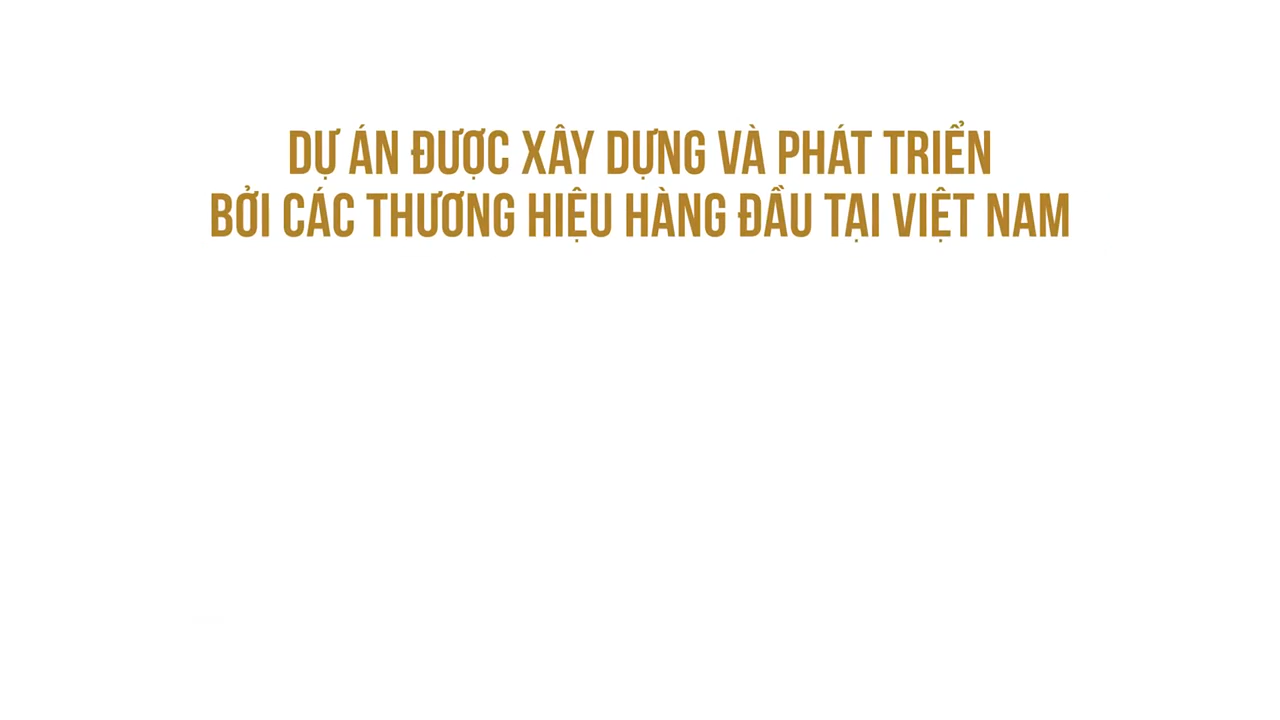 DỰ ÁN ĐƯỢC XÂY DỰNG VÀ PHÁT TRIỂN
BỞI CÁC THƯƠNG HIỆU HÀNG ĐẦU TẠI VIỆT NAM